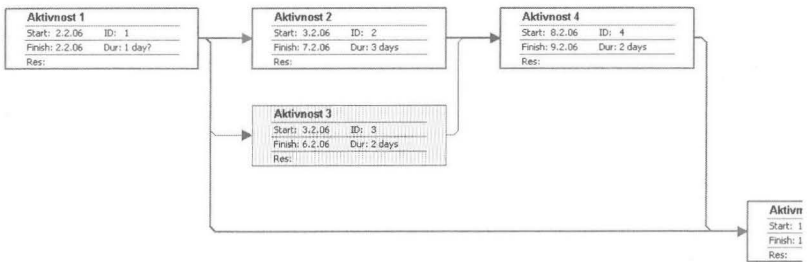 Aktivnost 1
Start: 2.2.06 ID: 1
Finish: 2.2.06 Dur: 1 day?
Res:
Aktivnost 2
Start: 3.2.06 ID: 2
Finish: 7.2.06 Dur: 3 days
Res:
Aktivnost 4
Start: 8.2.06 ID: 4
Finish: 9.2.06 Dur: 2 days
Res:
Aktivnost 3
Start: 3.2.06 ID: 3
Finish: 6.2.06 Dur: 2 days
Res:
Start: 1
Finish: 1
Res: